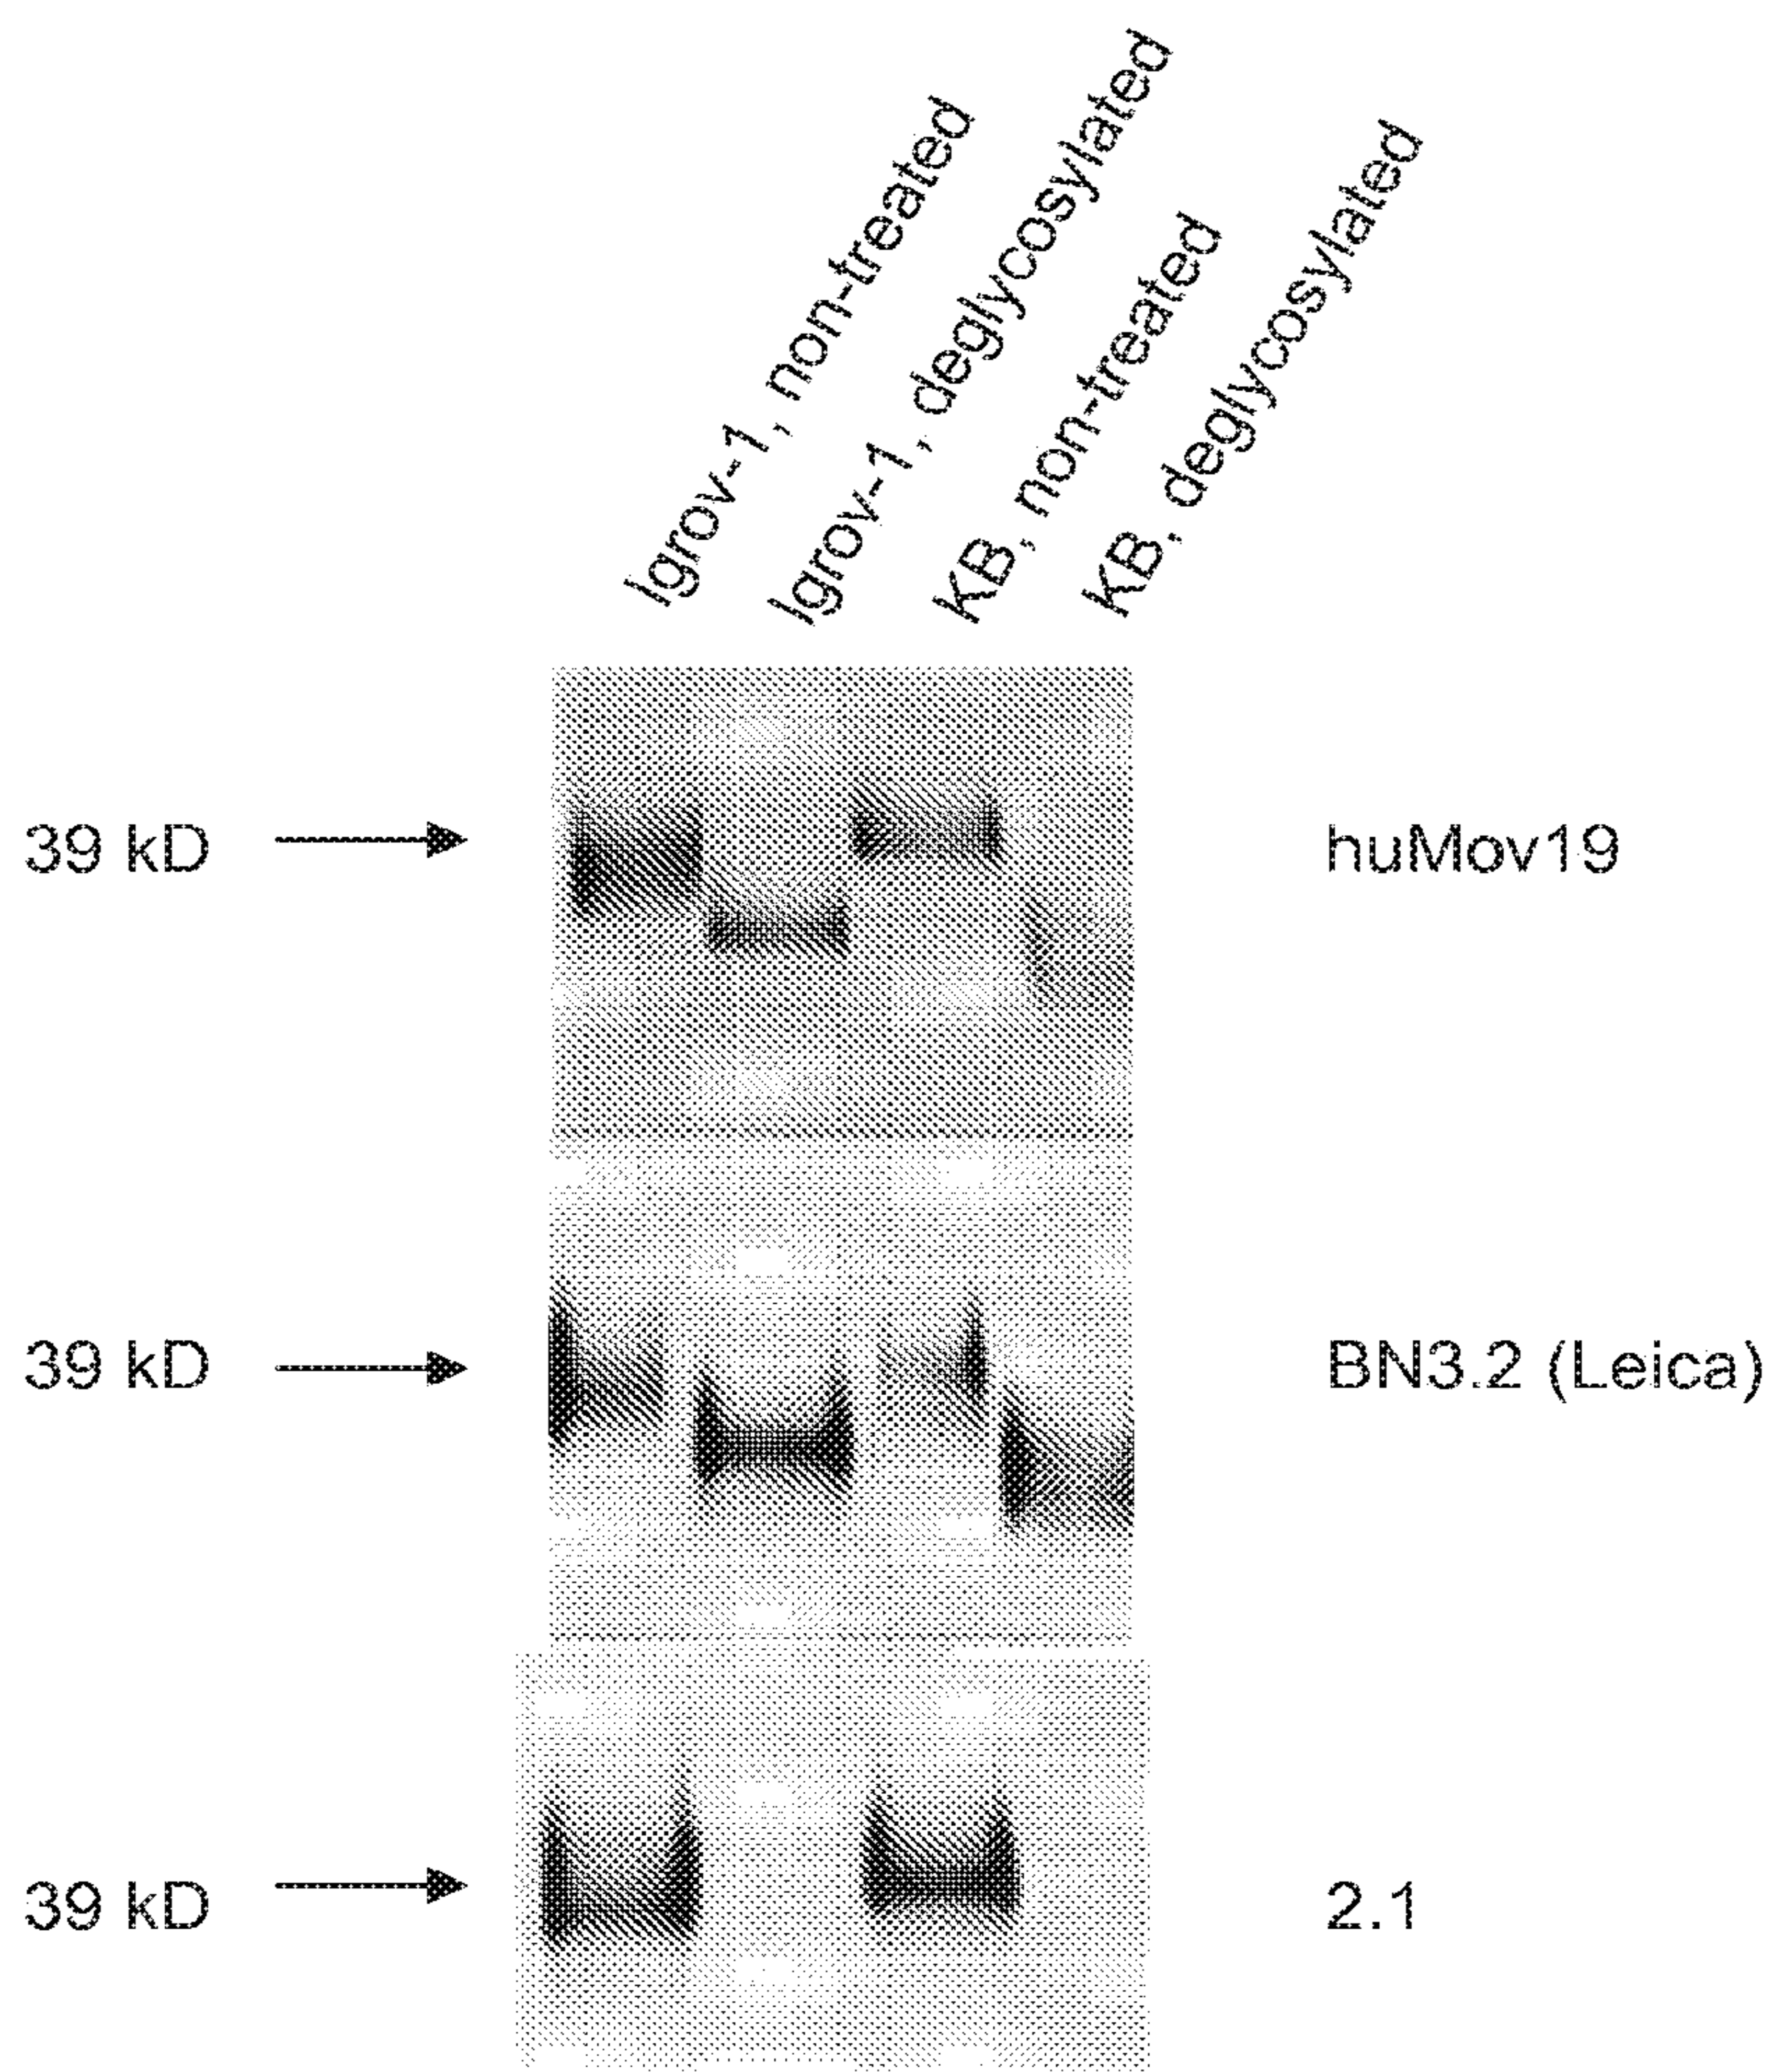 Igrov-1, non-treated
Igrov-1, deglycosylated
KB, non-treated
KB, deglycosylated
39 kD
huMov19
39 kD
BN3.2 (Leica)
39 kD
2.1